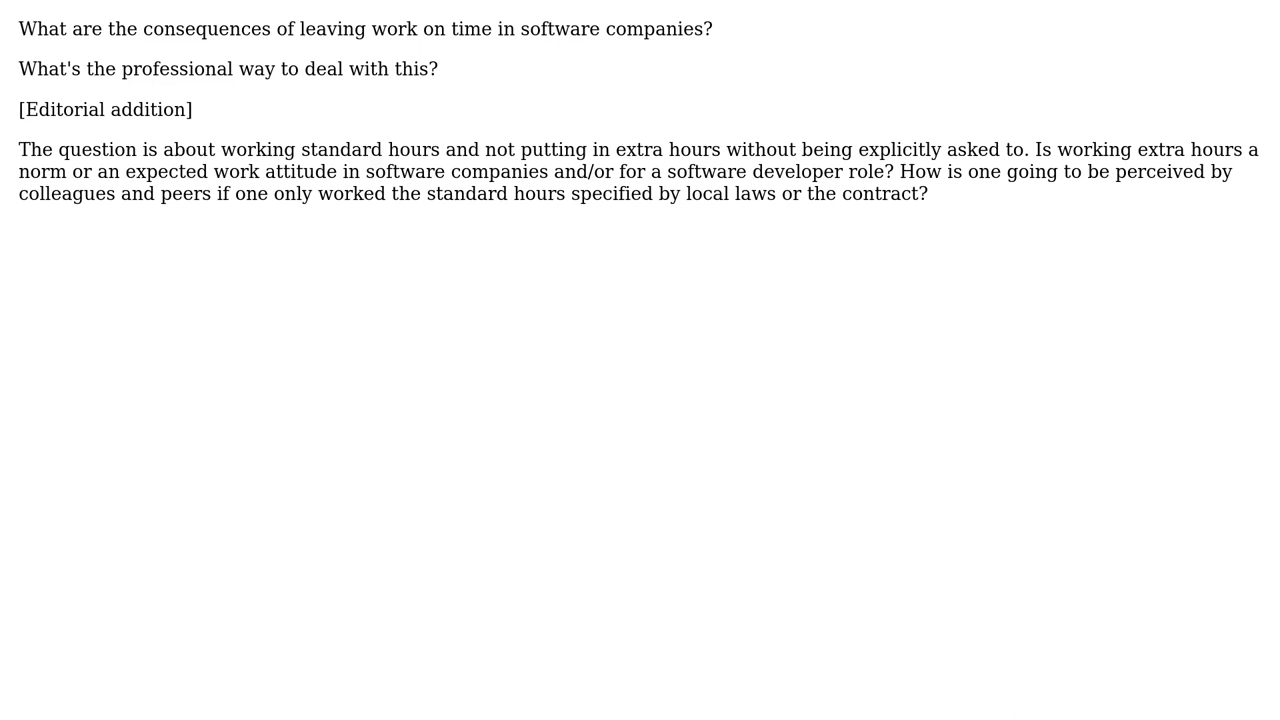 What are the consequences of leaving work on time in software companies?
What's the professional way to deal with this?
[Editorial addition]
The question is about working standard hours and not putting in extra hours without being explicitly asked to. Is working extra hours a
norm or an expected work attitude in software companies and/or for a software developer role? How is one going to be perceived by
colleagues and peers if one only worked the standard hours specified by local laws or the contract?